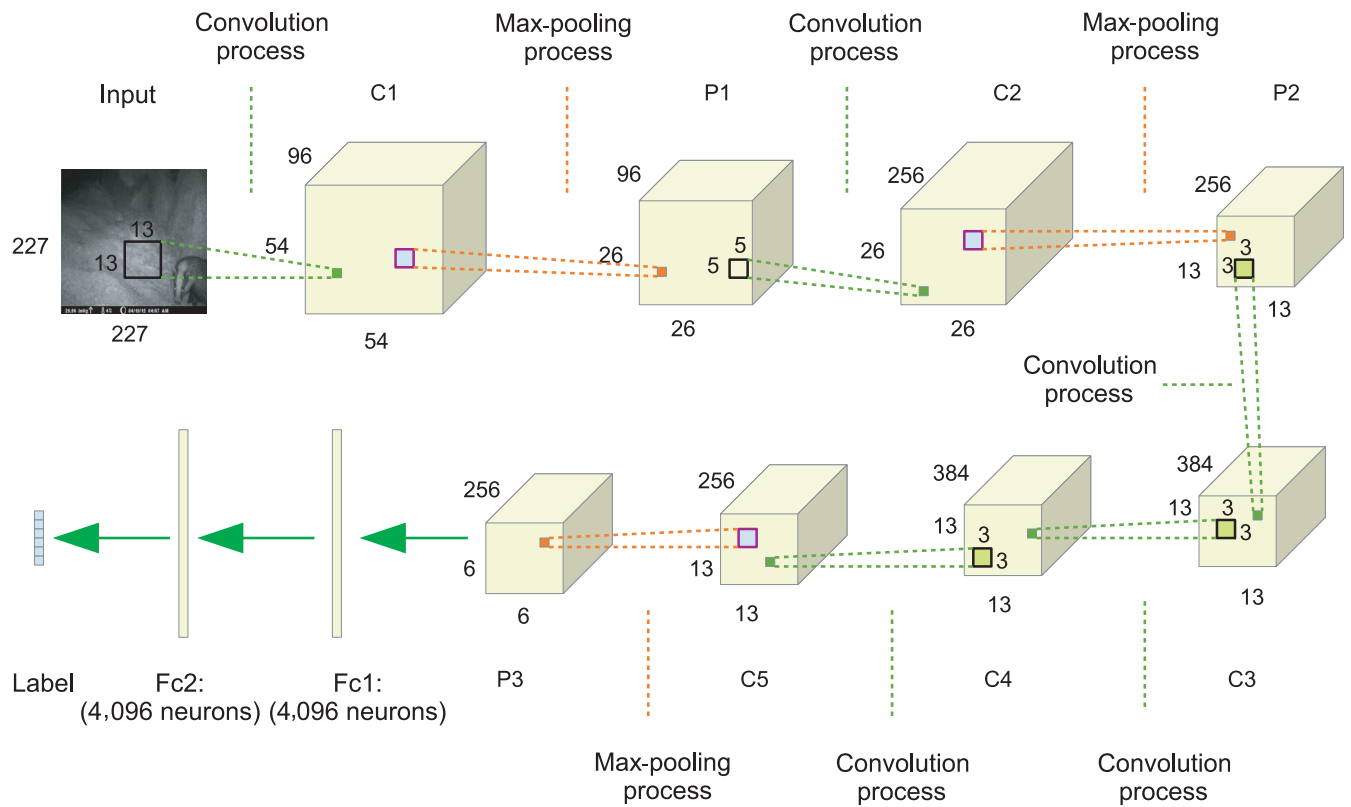 Convolution
process
Max-pooling
process
Convolution
process
Max-pooling
process
Input
C1
P1
C2
P2
96
96
256
256
227
13
13
54
26
5
5
26
3
3
13
227
54
26
26
13
Convolution
process
256
256
384
384
6
13
13
3
3
13
3
3
6
13
13
13
Label
Fc2:
(4,096 neurons)
Fc1:
(4,096 neurons)
P3
C5
C4
C3
Max-pooling
process
Convolution
process
Convolution
process